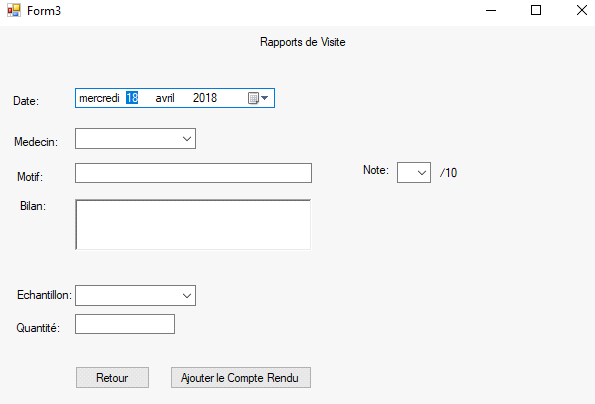 Form3
Rapports de Visite
Date: mercredi 18 avril 2018
Medecin:
Motif:
Note: /10
Bilan:
Echantillon:
Quantité:
Retour Ajouter le Compte Rendu